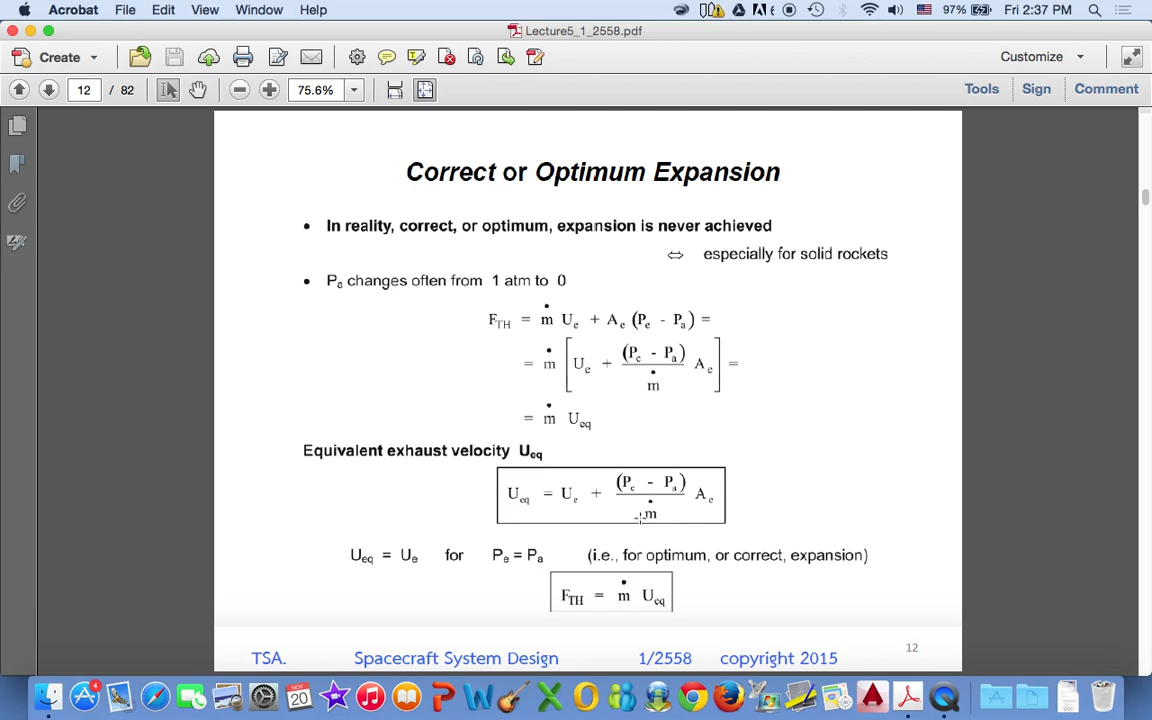 Acrobat File Edit View Window Help 6 97% Fri 2:37 PM
Lecture5_1_2558.pdf
Create Customize
12 / 82 75.6% Tools Sign Comment
Correct or Optimum Expansion
• In reality, correct, or optimum, expansion is never achieved
⇔ especially for solid rockets
• Pa changes often from 1 atm to 0
FTH = ṁ Ue + Ae (Pe - Pa) =
= ṁ [Ue + (Pe - Pa) / ṁ Ae] =
= ṁ Ueq
Equivalent exhaust velocity Ueq
Ueq = Ue + (Pe - Pa) / ṁ Ae
Ueq = Ue for Pe = Pa (i.e., for optimum, or correct, expansion)
FTH = ṁ Ueq
12
TSA. Spacecraft System Design 1/2558 copyright 2015
4 NOV 20